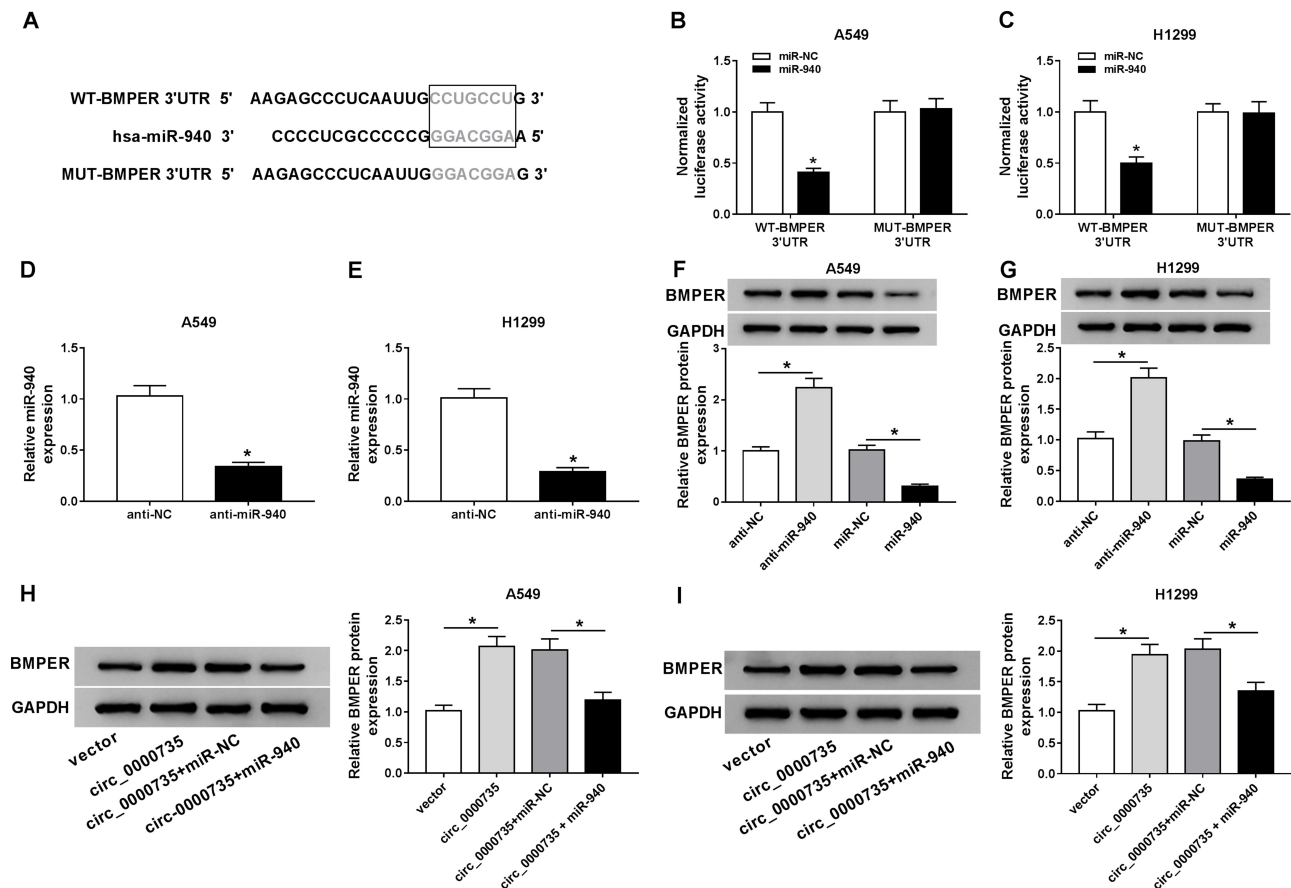 A
WT-BMPER 3'UTR 5' AAGAGCCCUCAAUUGCCUGCCUG 3'
hsa-miR-940 3' CCCCUCGCCCCCGGGACGGAA 5'
MUT-BMPER 3'UTR 5' AAGAGCCCUCAAUUGGGACGGAG 3'
B
A549
miR-NC
miR-940
Normalized
luciferase activity
1.5
1.0
0.5
0.0
*
WT-BMPER
3'UTR
MUT-BMPER
3'UTR
C
H1299
miR-NC
miR-940
Normalized
luciferase activity
1.5
1.0
0.5
0.0
*
WT-BMPER
3'UTR
MUT-BMPER
3'UTR
D
A549
Relative miR-940
expression
1.5
1.0
0.5
0.0
*
anti-NC
anti-miR-940
E
H1299
Relative miR-940
expression
1.5
1.0
0.5
0.0
*
anti-NC
anti-miR-940
F
A549
BMPER
GAPDH
Relative BMPER protein
expression
3
2
1
0
*
*
anti-NC
anti-miR-940
miR-NC
miR-940
G
H1299
BMPER
GAPDH
Relative BMPER protein
expression
2.5
2.0
1.5
1.0
0.5
0.0
*
*
anti-NC
anti-miR-940
miR-NC
miR-940
H
BMPER
GAPDH
vector
circ_0000735
circ_0000735+miR-NC
circ-0000735+miR-940
A549
Relative BMPER protein
expression
2.5
2.0
1.5
1.0
0.5
0.0
*
*
vector
circ_0000735
circ_0000735+miR-NC
circ_0000735 + miR-940
I
BMPER
GAPDH
vector
circ_0000735
circ_0000735+miR-NC
circ_0000735+miR-940
H1299
Relative BMPER protein
expression
2.5
2.0
1.5
1.0
0.5
0.0
*
*
vector
circ_0000735
circ_0000735+miR-NC
circ_0000735 + miR-940